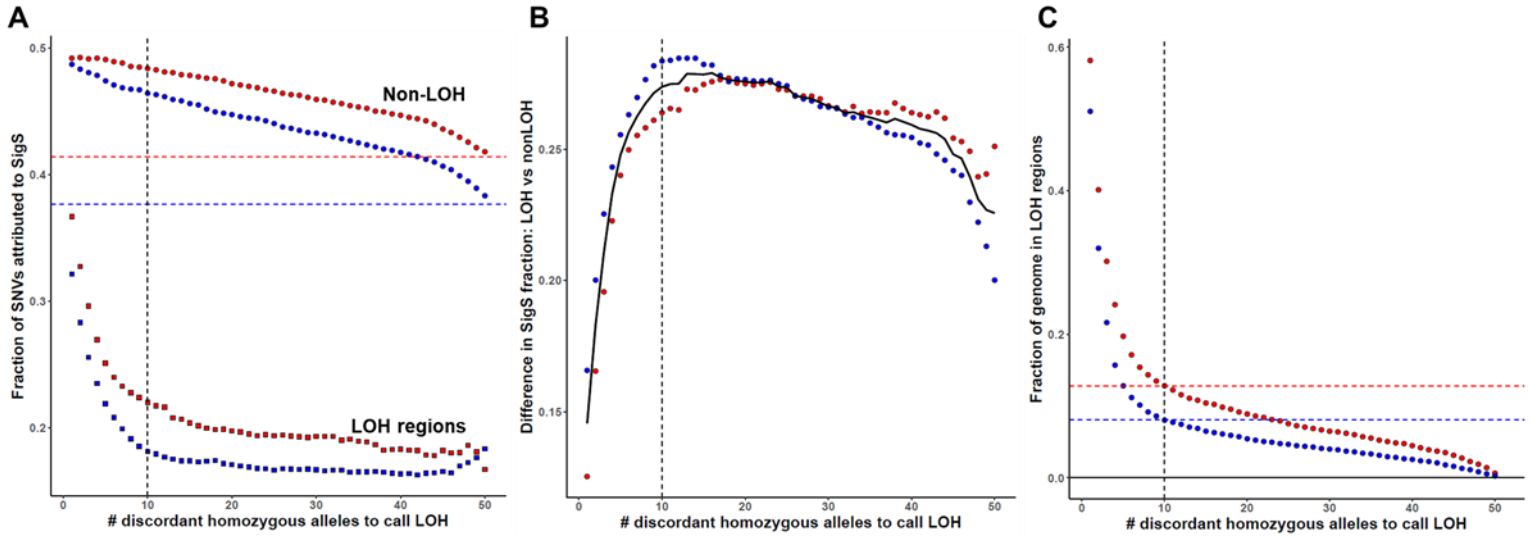 A
Fraction of SNVs attributed to SigS
0.5
0.4
0.3
0.2
Non-LOH
LOH regions
0
10
20
30
40
50
# discordant homozygous alleles to call LOH
B
Difference in SigS fraction: LOH vs nonLOH
0.25
0.20
0.15
0
10
20
30
40
50
# discordant homozygous alleles to call LOH
C
Fraction of genome in LOH regions
0.6
0.4
0.2
0.0
0
10
20
30
40
50
# discordant homozygous alleles to call LOH